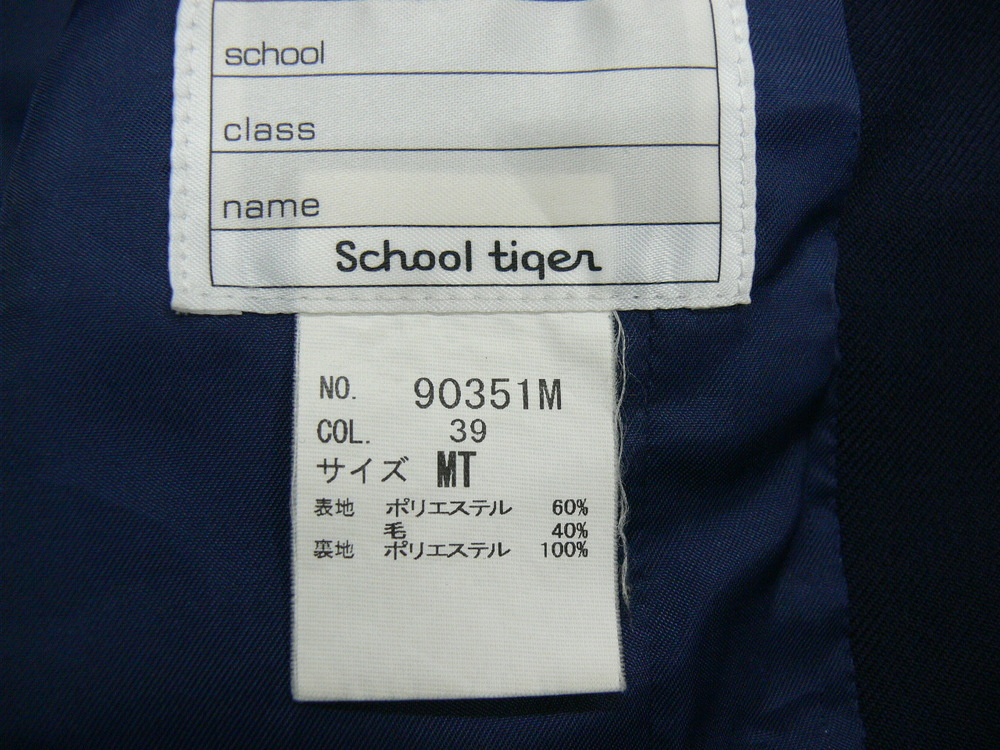 school
class
name
School tiger
NO. 90351M
COL. 39
サイズ MT
表地 ポリエステル 60%
毛 40%
裏地 ポリエステル 100%